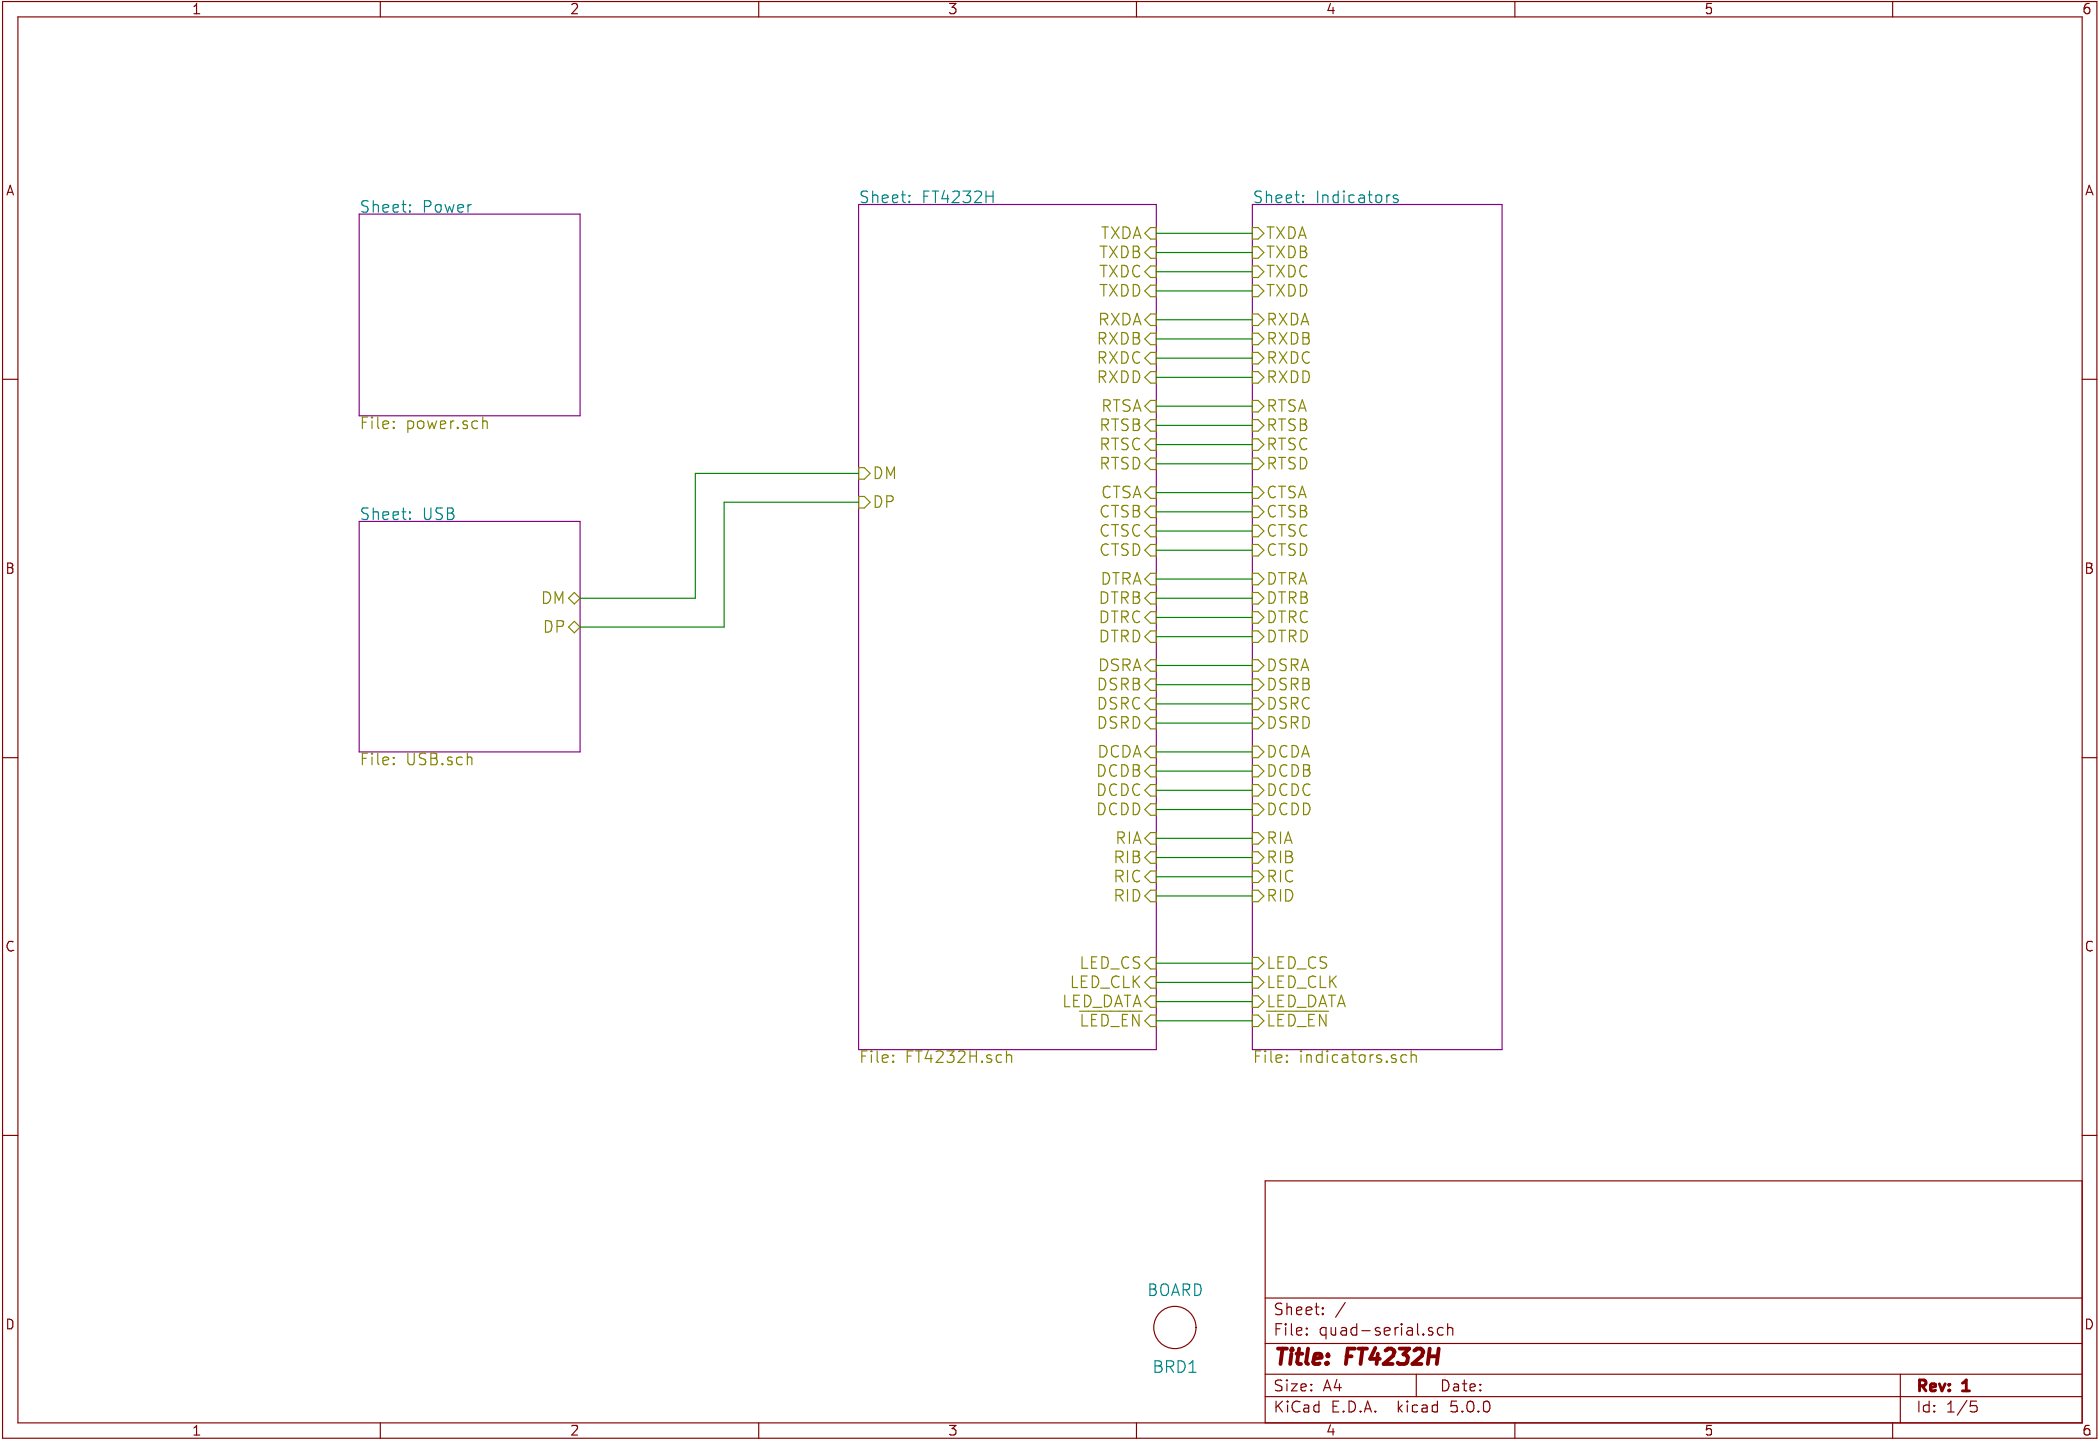 1 2 3 4 5 6
A A
Sheet: Power
File: power.sch
Sheet: USB
DM
DP
File: USB.sch
Sheet: FT4232H
DM
DP
TXDA
TXDB
TXDC
TXDD
RXDA
RXDB
RXDC
RXDD
RTSA
RTSB
RTSC
RTSD
CTSA
CTSB
CTSC
CTSD
DTRA
DTRB
DTRC
DTRD
DSRA
DSRB
DSRC
DSRD
DCDA
DCDB
DCDC
DCDD
RIA
RIB
RIC
RID
LED_CS
LED_CLK
LED_DATA
LED_EN
File: FT4232H.sch
Sheet: Indicators
TXDA
TXDB
TXDC
TXDD
RXDA
RXDB
RXDC
RXDD
RTSA
RTSB
RTSC
RTSD
CTSA
CTSB
CTSC
CTSD
DTRA
DTRB
DTRC
DTRD
DSRA
DSRB
DSRC
DSRD
DCDA
DCDB
DCDC
DCDD
RIA
RIB
RIC
RID
LED_CS
LED_CLK
LED_DATA
LED_EN
File: indicators.sch
B B
C C
D D
BOARD
BRD1
Sheet: /
File: quad-serial.sch
Title: FT4232H
Size: A4 Date: Rev: 1
KiCad E.D.A. kicad 5.0.0 Id: 1/5
1 2 3 4 5 6